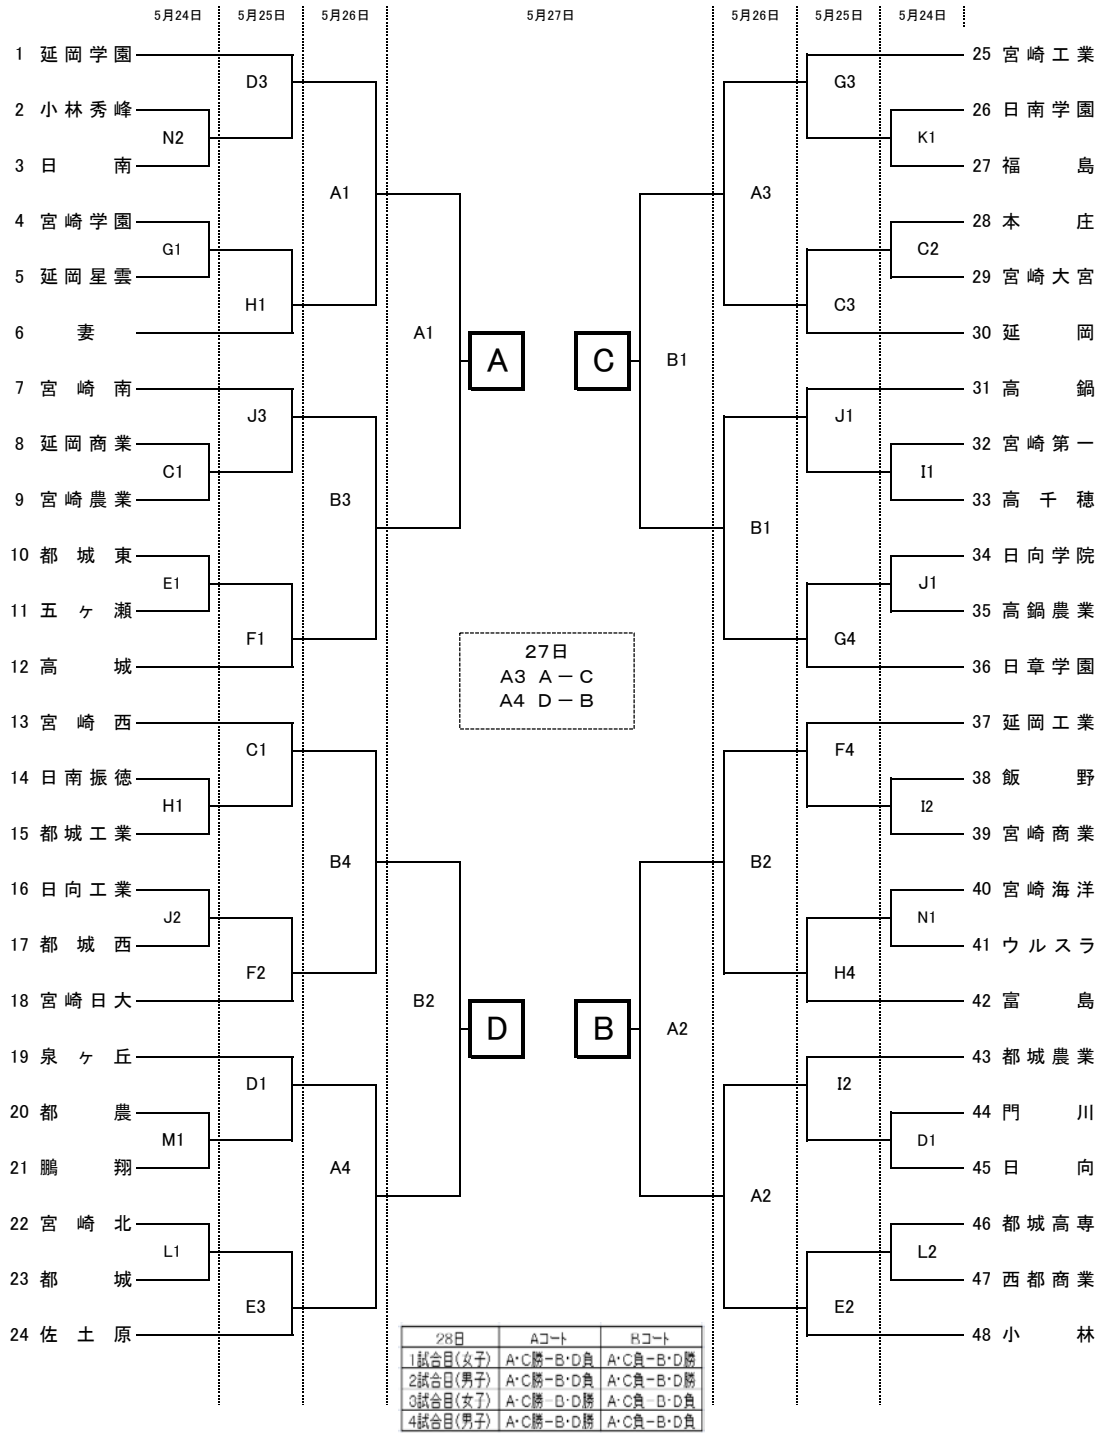 5月24日 5月25日 5月26日 5月27日 5月26日 5月25日 5月24日
1 延岡学園
D3
2 小林秀峰
N2
3 日南
A1
4 宮崎学園
G1
5 延岡星雲
H1
6 妻
A1
A
7 宮崎南
J3
8 延岡商業
C1
9 宮崎農業
B3
10 都城東
E1
11 五ヶ瀬
F1
12 高城
13 宮崎西
C1
14 日南振徳
H1
15 都城工業
B4
16 日向工業
J2
17 都城西
F2
18 宮崎日大
B2
D
19 泉ヶ丘
D1
20 都農
M1
21 鵬翔
A4
22 宮崎北
L1
23 都城
E3
24 佐土原
27日
A3 A－C
A4 D－B
25 宮崎工業
G3
26 日南学園
K1
27 福島
A3
28 本庄
C2
29 宮崎大宮
C3
30 延岡
C
B1
31 高鍋
J1
32 宮崎第一
I1
33 高千穂
B1
34 日向学院
J1
35 高鍋農業
G4
36 日章学園
37 延岡工業
F4
38 飯野
I2
39 宮崎商業
B2
40 宮崎海洋
N1
41 ウルスラ
H4
42 富島
B
A2
43 都城農業
I2
44 門川
D1
45 日向
A2
46 都城高専
L2
47 西都商業
E2
48 小林
28日 Aコート Bコート
1試合目(女子) A・C勝－B・D負 A・C負－B・D勝
2試合目(男子) A・C勝－B・D負 A・C負－B・D勝
3試合目(女子) A・C勝－B・D勝 A・C負－B・D負
4試合目(男子) A・C勝－B・D勝 A・C負－B・D負